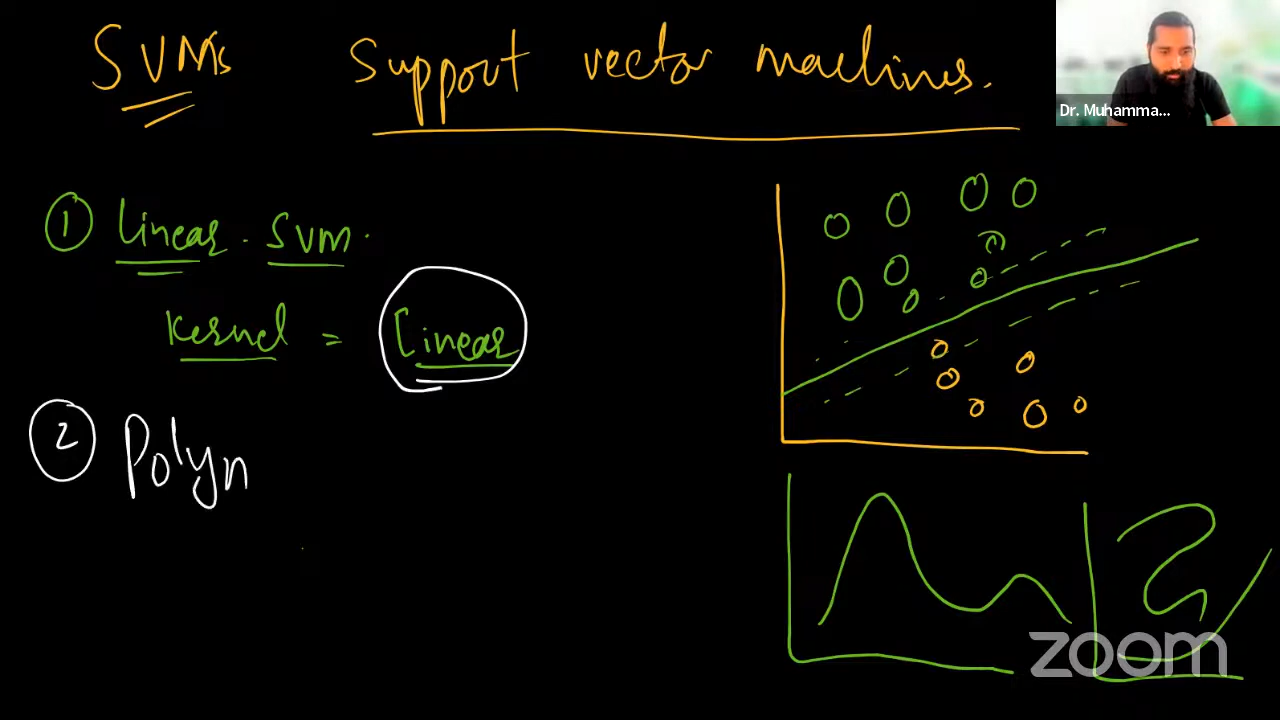 SVMs Support vector machines.
Dr. Muhamma...
① Linear. SVM.
Kernel = Linear
② Polyn
zoom